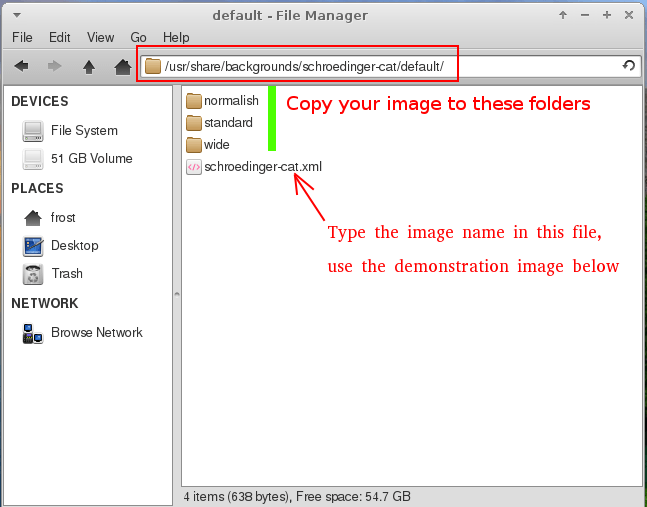 default - File Manager
File Edit View Go Help
/usr/share/backgrounds/schroedinger-cat/default/
DEVICES
File System
51 GB Volume
PLACES
frost
Desktop
Trash
NETWORK
Browse Network
normalish
standard
wide
schroedinger-cat.xml
Copy your image to these folders
Type the image name in this file,
use the demonstration image below
4 items (638 bytes), Free space: 54.7 GB